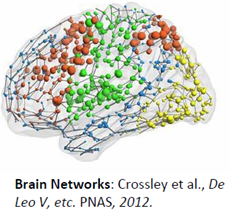 Brain Networks: Crossley et al., De
Leo V, etc. PNAS, 2012.